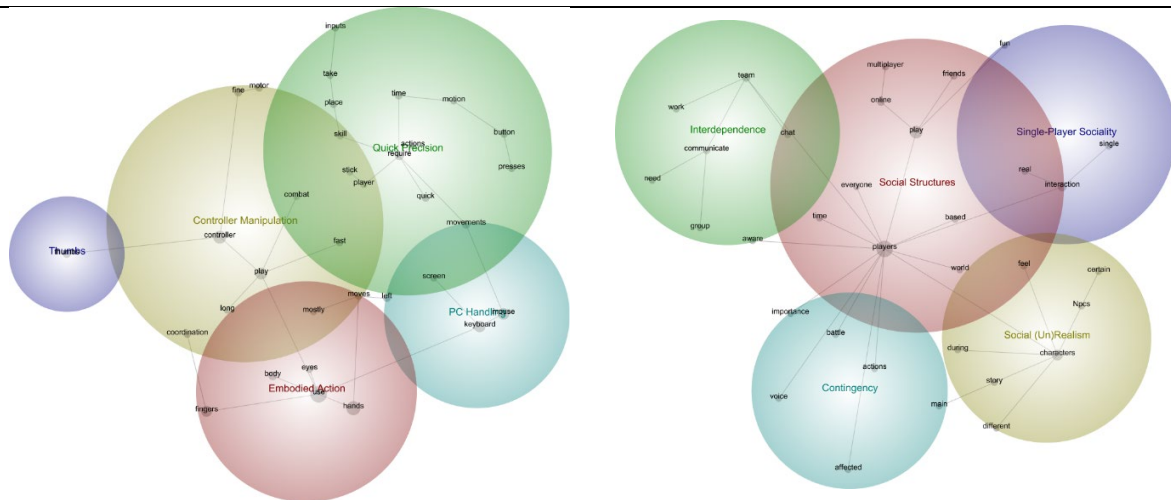 inputs
take
place
skill
fine
motor
time
motion
button
actions
Quick Precision
require
presses
stick
player
combat
quick
Controller Manipulation
controller
movements
fast
Thumbs
play
screen
long
mostly
moves
left
PC Handling
mouse
keyboard
coordination
eyes
body
Embodied Action
use
fingers
hands
team
work
Interdependence
chat
communicate
need
group
aware
multiplayer
friends
online
play
fun
Single-Player Sociality
single
real
interaction
Social Structures
everyone
time
based
players
world
feel
certain
Npcs
importance
battle
Social (Un)Realism
during
characters
actions
Contingency
story
voice
main
different
affected